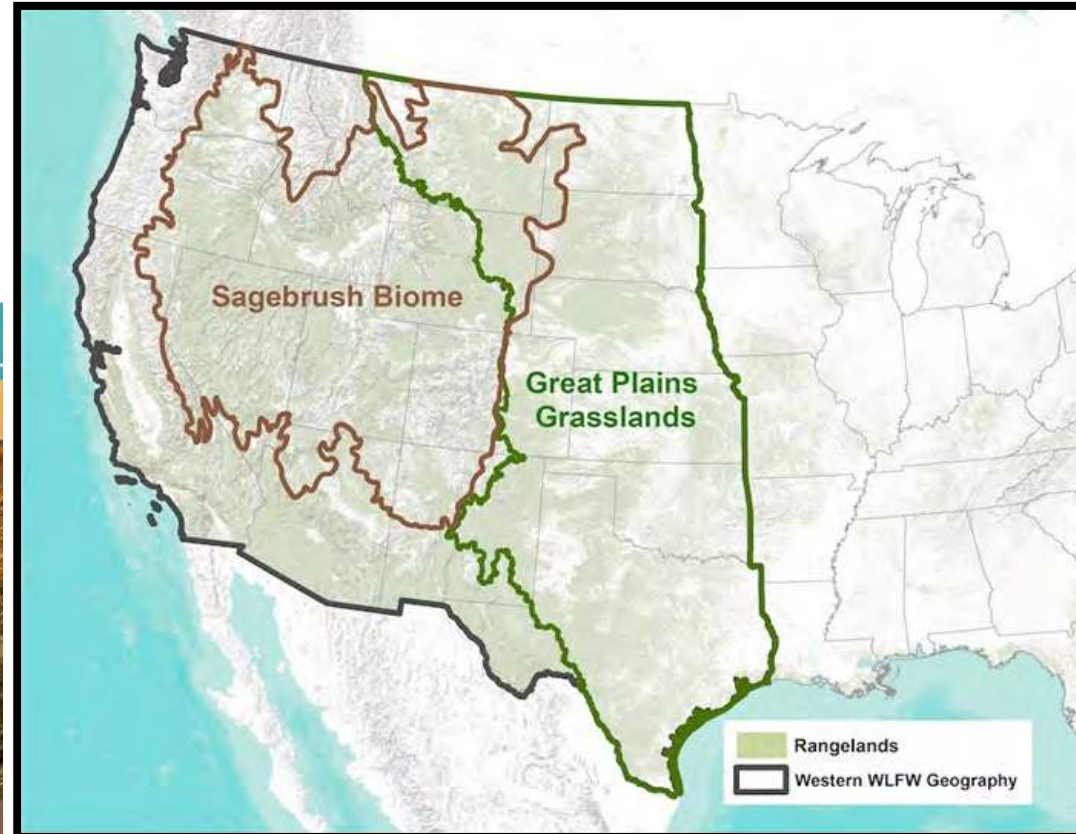 Sagebrush Biome
Great Plains
Grasslands
Rangelands
Western WLFW Geography